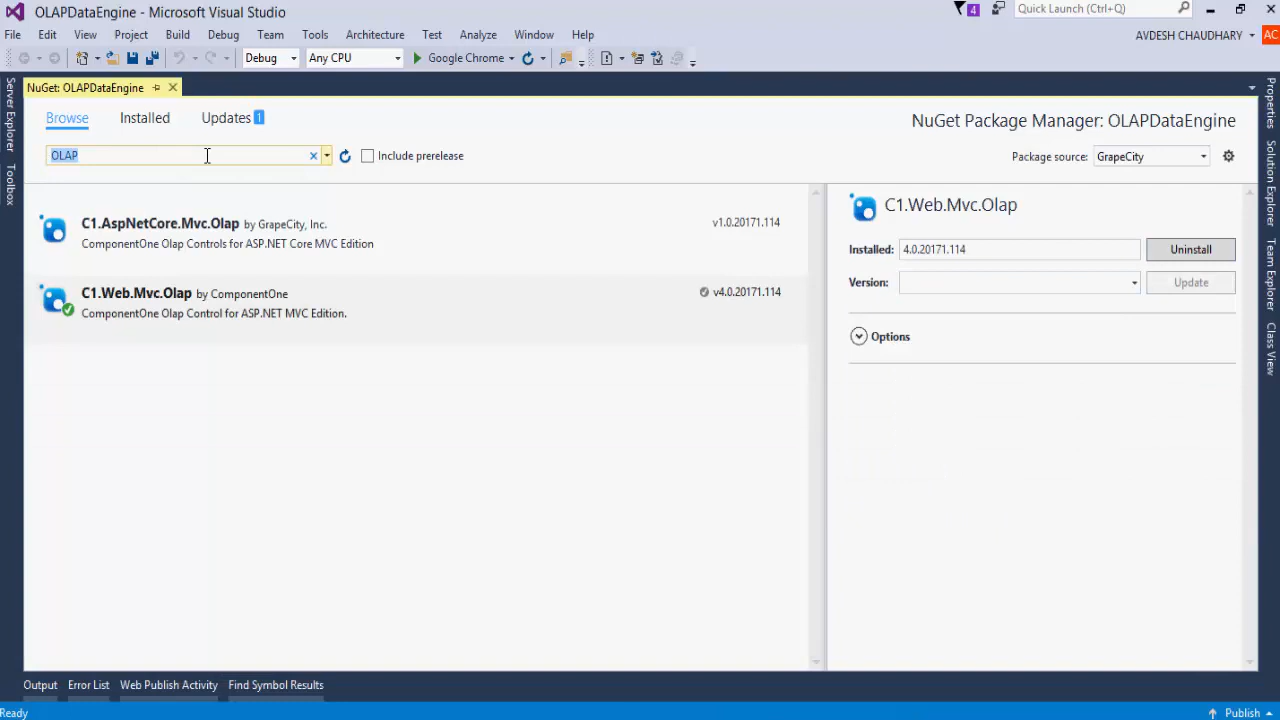 OLAPDataEngine - Microsoft Visual Studio
4
Quick Launch (Ctrl+Q)
File Edit View Project Build Debug Team Tools Architecture Test Analyze Window Help
AVDESH CHAUDHARY AC
Debug Any CPU Google Chrome
NuGet: OLAPDataEngine
Server Explorer
Toolbox
Browse Installed Updates 1
NuGet Package Manager: OLAPDataEngine
OLAP
Include prerelease
Package source: GrapeCity
C1.AspNetCore.Mvc.Olap by GrapeCity, Inc. v1.0.20171.114
ComponentOne Olap Controls for ASP.NET Core MVC Edition
C1.Web.Mvc.Olap by ComponentOne v4.0.20171.114
ComponentOne Olap Control for ASP.NET MVC Edition.
C1.Web.Mvc.Olap
Installed: 4.0.20171.114 Uninstall
Version: Update
Options
Properties
Solution Explorer
Team Explorer
Class View
Output Error List Web Publish Activity Find Symbol Results
Ready
Publish